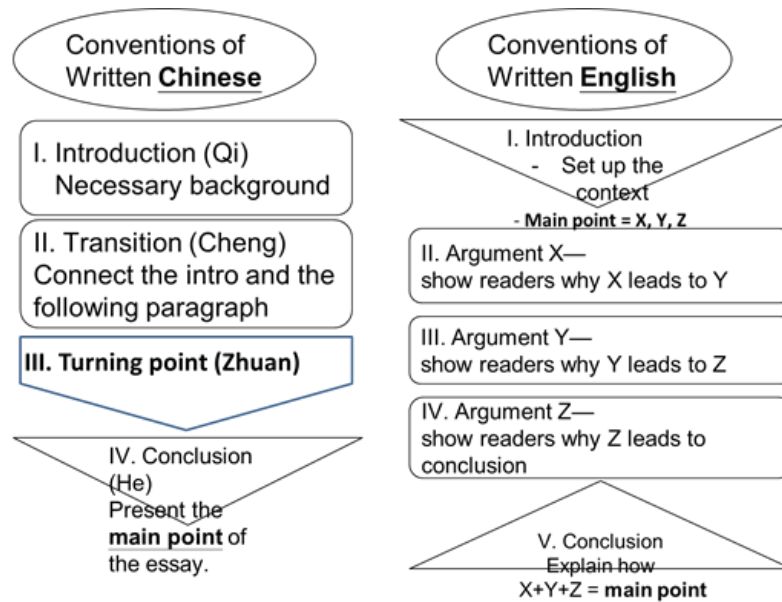 Conventions of
Written Chinese
I. Introduction (Qi)
Necessary background
II. Transition (Cheng)
Connect the intro and the
following paragraph
III. Turning point (Zhuan)
IV. Conclusion
(He)
Present the
main point of
the essay.
Conventions of
Written English
I. Introduction
- Set up the
context
- Main point = X, Y, Z
II. Argument X—
show readers why X leads to Y
III. Argument Y—
show readers why Y leads to Z
IV. Argument Z—
show readers why Z leads to
conclusion
V. Conclusion
Explain how
X+Y+Z = main point